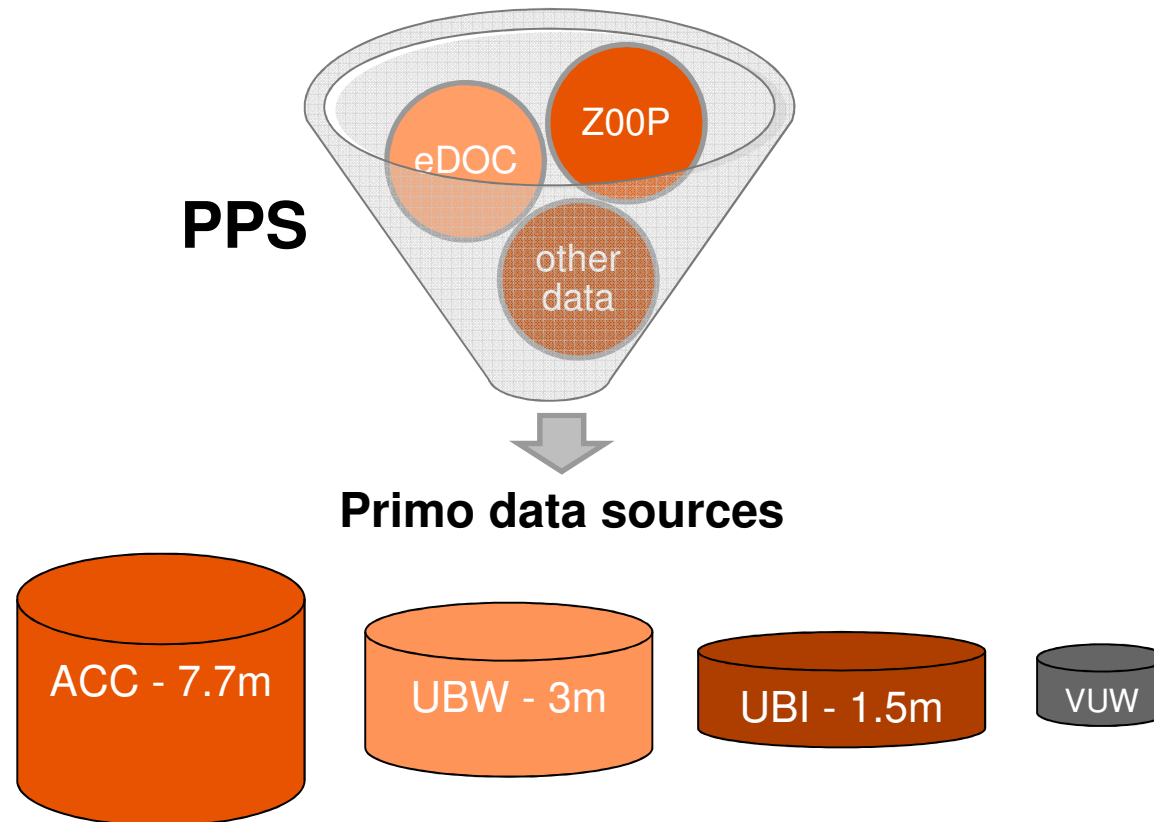 Z00P
eDOC
PPS
other
data
Primo data sources
ACC - 7.7m
UBW - 3m
UBI - 1.5m
VUW